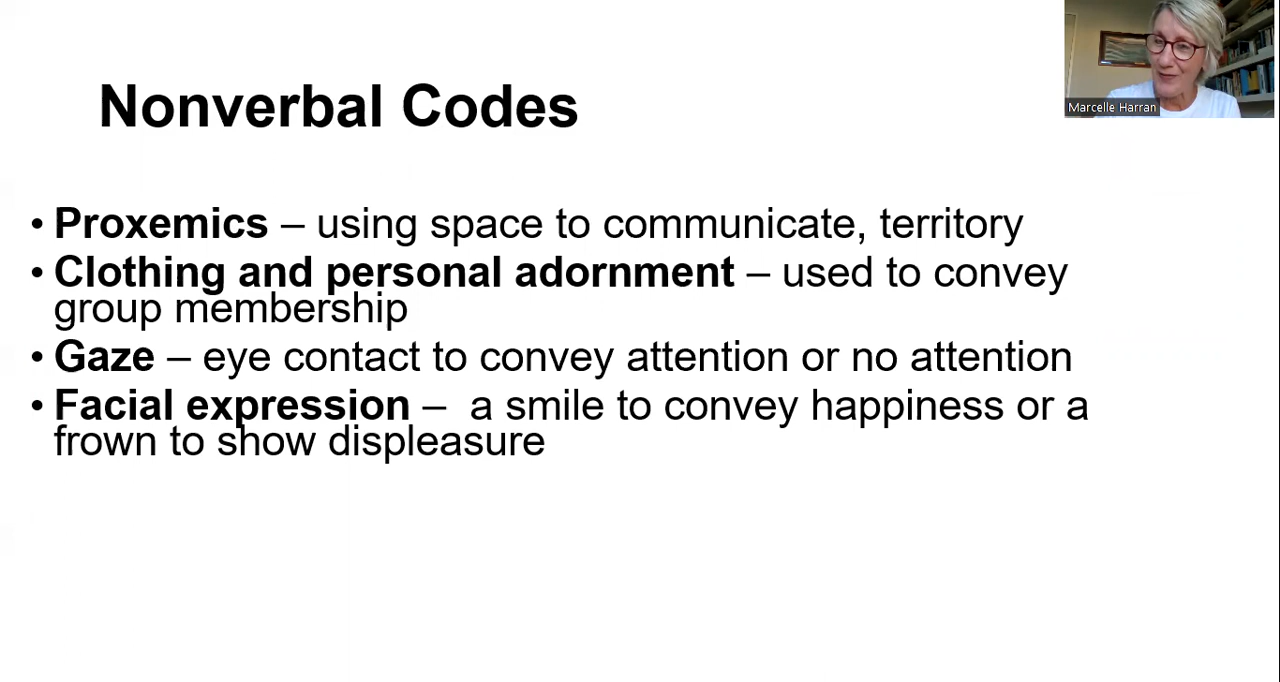 Marcelle Harran
Nonverbal Codes
• Proxemics – using space to communicate, territory
• Clothing and personal adornment – used to convey
group membership
• Gaze – eye contact to convey attention or no attention
• Facial expression –  a smile to convey happiness or a
frown to show displeasure